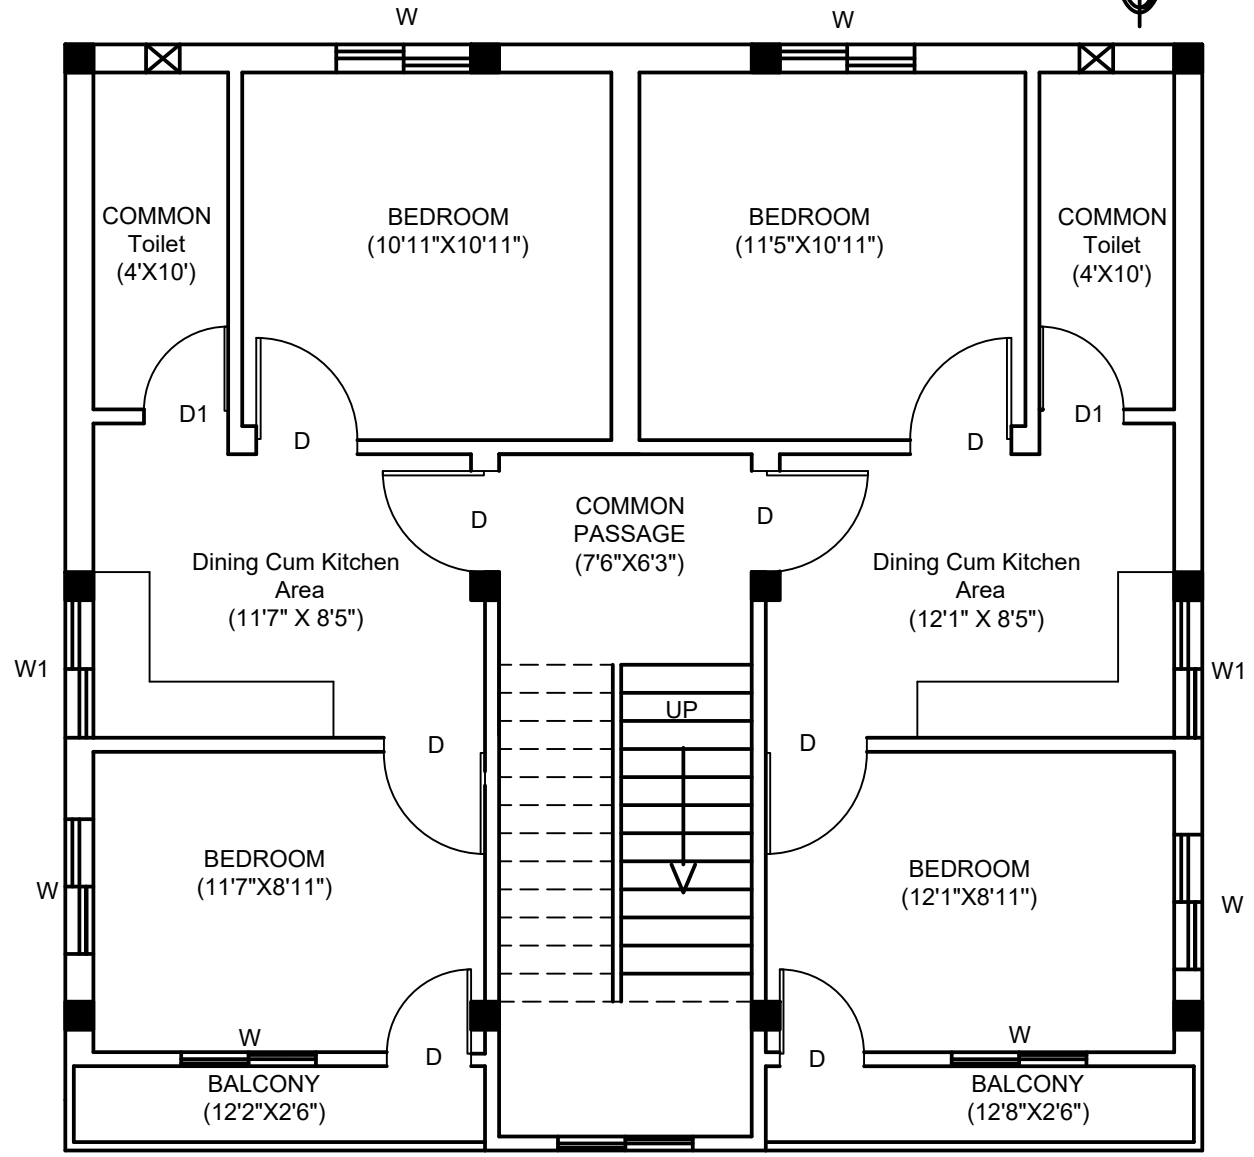 W
W
COMMON
Toilet
(4'X10')
BEDROOM
(10'11"X10'11")
BEDROOM
(11'5"X10'11")
COMMON
Toilet
(4'X10')
D1
D
D
D1
D
COMMON
PASSAGE
(7'6"X6'3")
D
Dining Cum Kitchen
Area
(11'7" X 8'5")
Dining Cum Kitchen
Area
(12'1" X 8'5")
W1
W1
UP
D
D
BEDROOM
(11'7"X8'11")
BEDROOM
(12'1"X8'11")
W
W
W
W
D
D
BALCONY
(12'2"X2'6")
BALCONY
(12'8"X2'6")